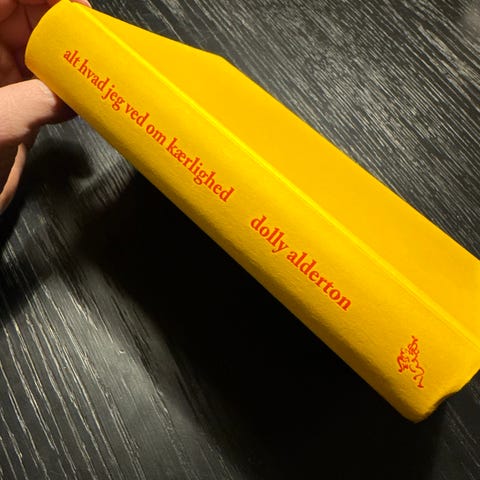 alt hvad jeg ved om kærlighed
dolly alderton